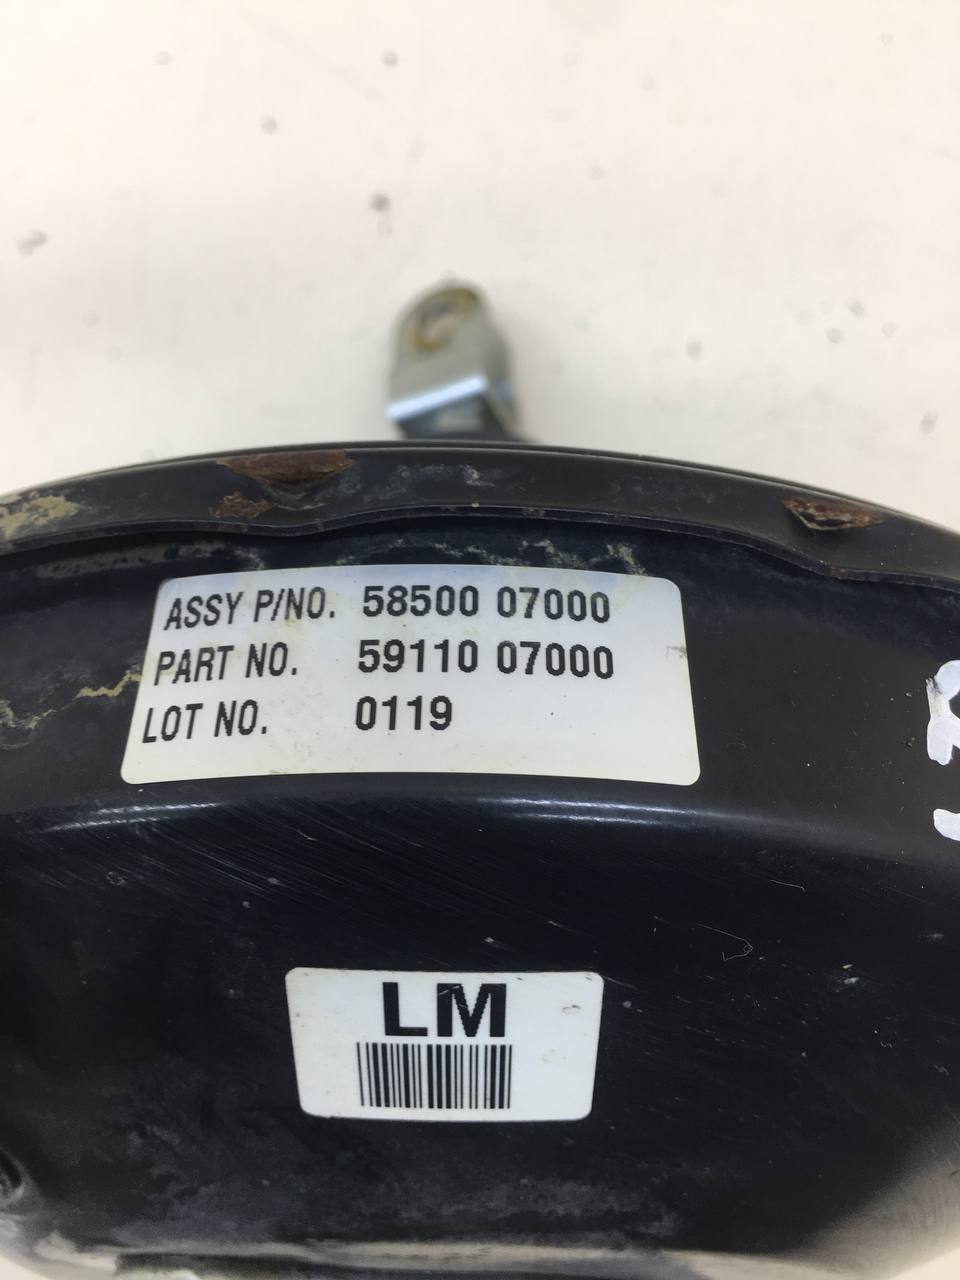 ASSY P/NO. 58500 07000
PART NO. 59110 07000
LOT NO. 0119
LM